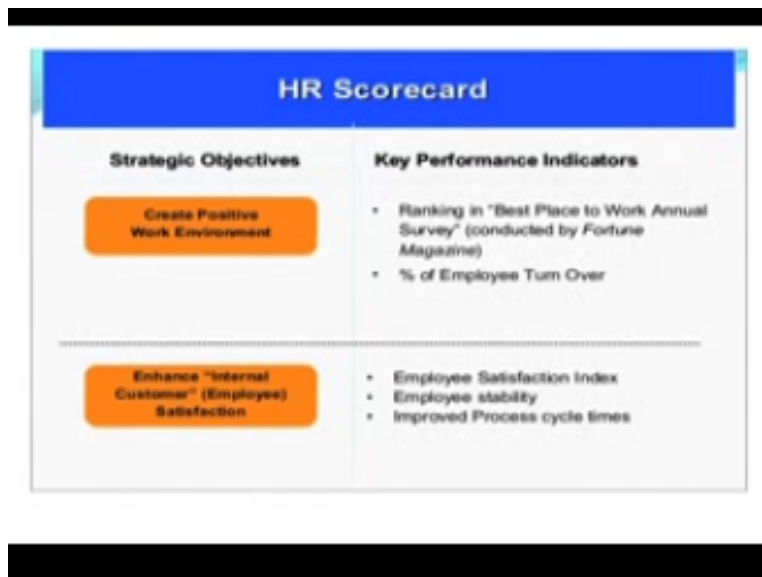 HR Scorecard
Strategic Objectives
Key Performance Indicators
Create Positive
Work Environment
• Ranking in "Best Place to Work Annual
Survey" (conducted by Fortune
Magazine)
• % of Employee Turn Over
Enhance "Internal
Customer" (Employee)
Satisfaction
• Employee Satisfaction Index
• Employee stability
• Improved Process cycle times